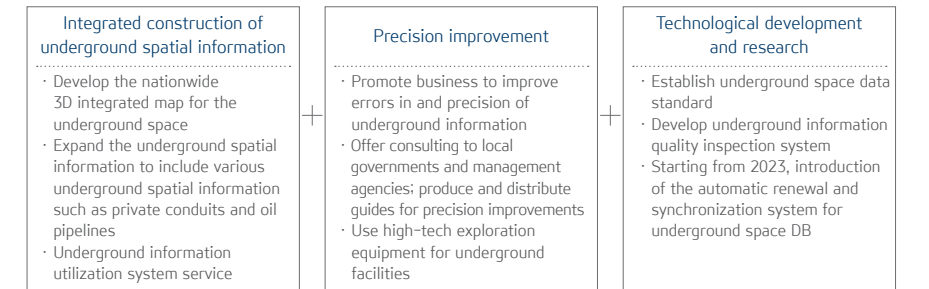 Integrated construction of
underground spatial information
· Develop the nationwide
3D integrated map for the
underground space
· Expand the underground spatial
information to include various
underground spatial information
such as private conduits and oil
pipelines
· Underground information
utilization system service
+
Precision improvement
· Promote business to improve
errors in and precision of
underground information
· Offer consulting to local
governments and management
agencies; produce and distribute
guides for precision improvements
· Use high-tech exploration
equipment for underground
facilities
+
Technological development
and research
· Establish underground space data
standard
· Develop underground information
quality inspection system
· Starting from 2023, introduction
of the automatic renewal and
synchronization system for
underground space DB